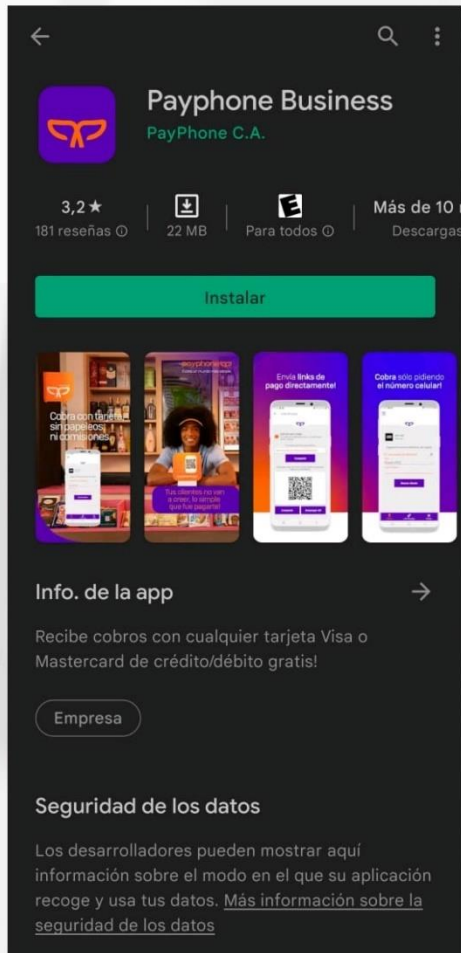 Payphone Business
PayPhone C.A.
3,2★
181 reseñas
22 MB
E
Para todos
Más de 10
Descargas
Instalar
Cobra con tarjeta
sin papeleos,
ni comisiones
payphone app
Tus clientes no van
a creer, lo simple
que fue pagarte!
Envía links de
pago directamente!
Cobra sólo pidiendo
el número celular!
Info. de la app
Recibe cobros con cualquier tarjeta Visa o
Mastercard de crédito/débito gratis!
Empresa
Seguridad de los datos
Los desarrolladores pueden mostrar aquí
información sobre el modo en el que su aplicación
recoge y usa tus datos. Más información sobre la
seguridad de los datos